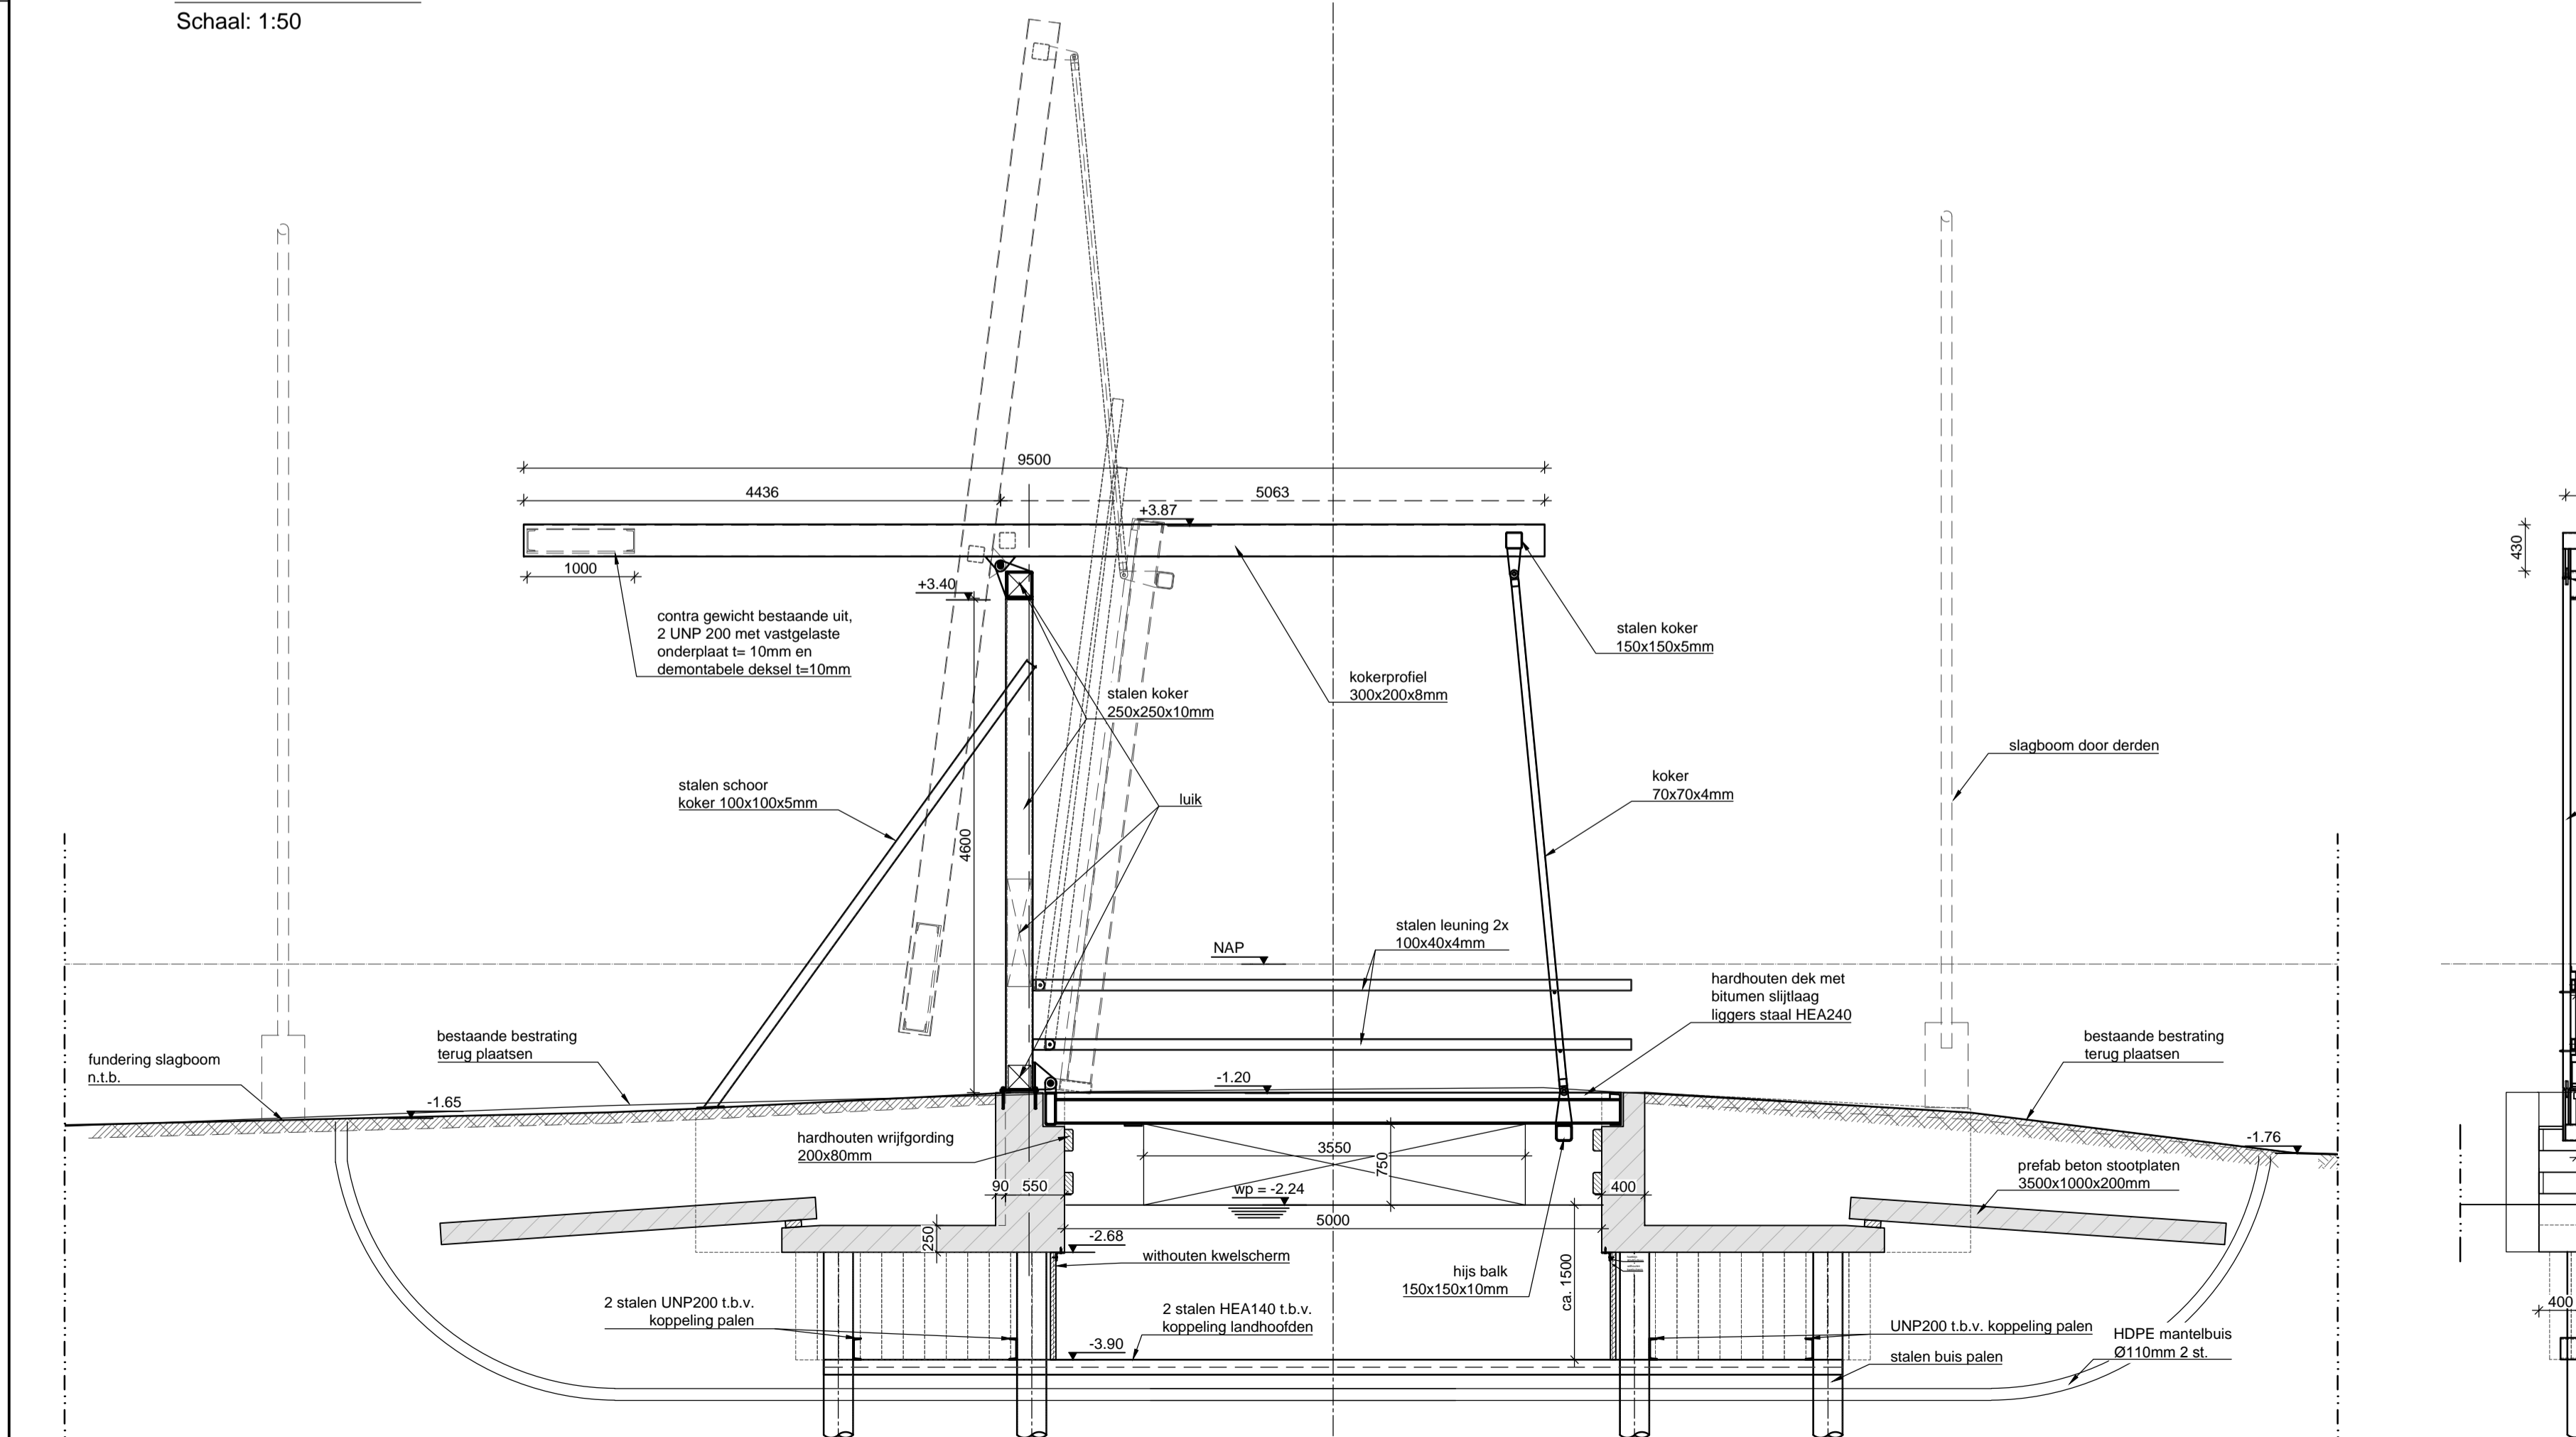 Schaal: 1:50
9500
4436
5063
+3.87
430
1000
+3.40
contra gewicht bestaande uit,
2 UNP 200 met vastgelaste
onderplaat t= 10mm en
demontabele deksel t=10mm
stalen koker
150x150x5mm
kokerprofiel
300x200x8mm
stalen koker
250x250x10mm
slagboom door derden
stalen schoor
koker 100x100x5mm
luik
koker
70x70x4mm
4600
stalen leuning 2x
100x40x4mm
NAP
hardhouten dek met
bitumen slijtlaag
liggers staal HEA240
bestaande bestrating
terug plaatsen
bestaande bestrating
terug plaatsen
fundering slagboom
n.t.b.
-1.65
-1.20
hardhouten wrijfgording
200x80mm
3550
750
-1.76
prefab beton stootplaten
3500x1000x200mm
90
550
wp = -2.24
400
5000
250
-2.68
withouten kwelscherm
hijs balk
150x150x10mm
ca. 1500
2 stalen UNP200 t.b.v.
koppeling palen
2 stalen HEA140 t.b.v.
koppeling landhoofden
-3.90
UNP200 t.b.v. koppeling palen
stalen buis palen
HDPE mantelbuis
Ø110mm 2 st.
400